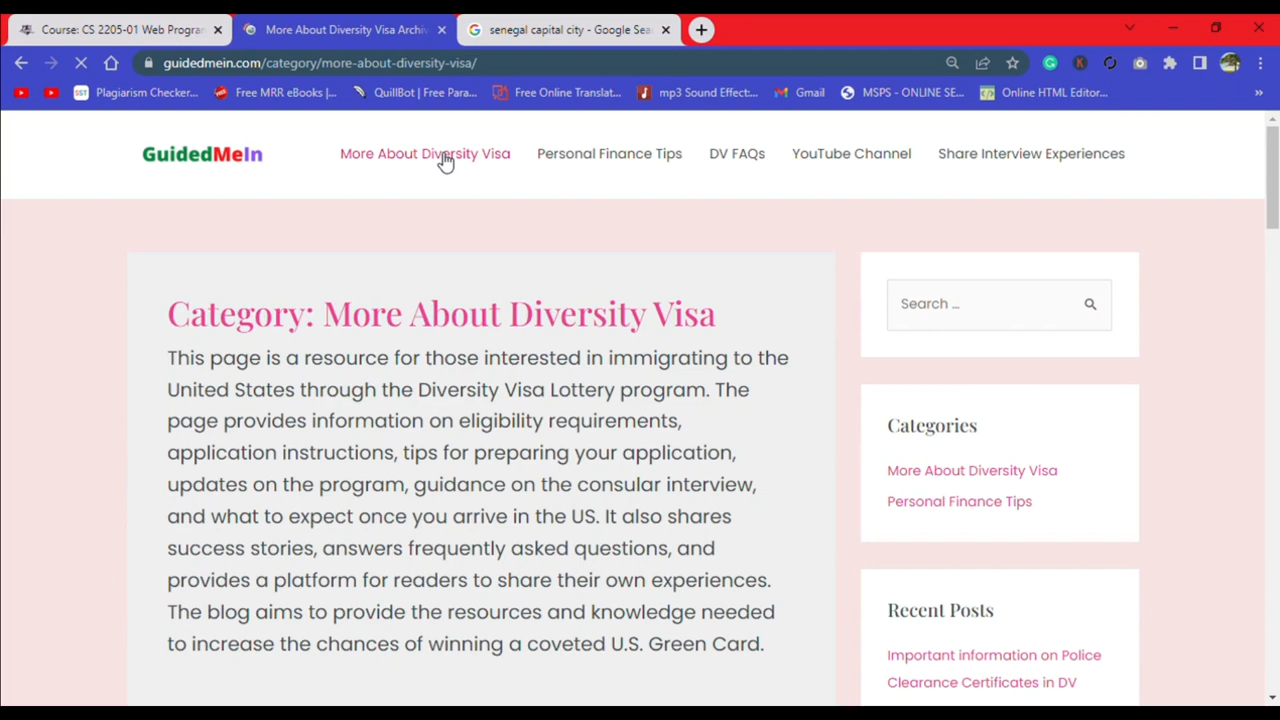 Course: CS 2205-01 Web Progran
More About Diversity Visa Archiv
senegal capital city - Google Sea
guidedmein.com/category/more-about-diversity-visa/
Plagiarism Checker...
Free MRR eBooks |...
QuillBot | Free Para...
Free Online Translat...
mp3 Sound Effect:...
Gmail
MSPS - ONLINE SE...
Online HTML Editor...
»
GuidedMeIn
More About Diversity Visa
Personal Finance Tips
DV FAQs
YouTube Channel
Share Interview Experiences
Category: More About Diversity Visa
This page is a resource for those interested in immigrating to the
United States through the Diversity Visa Lottery program. The
page provides information on eligibility requirements,
application instructions, tips for preparing your application,
updates on the program, guidance on the consular interview,
and what to expect once you arrive in the US. It also shares
success stories, answers frequently asked questions, and
provides a platform for readers to share their own experiences.
The blog aims to provide the resources and knowledge needed
to increase the chances of winning a coveted U.S. Green Card.
Search ...
Categories
More About Diversity Visa
Personal Finance Tips
Recent Posts
Important information on Police
Clearance Certificates in DV